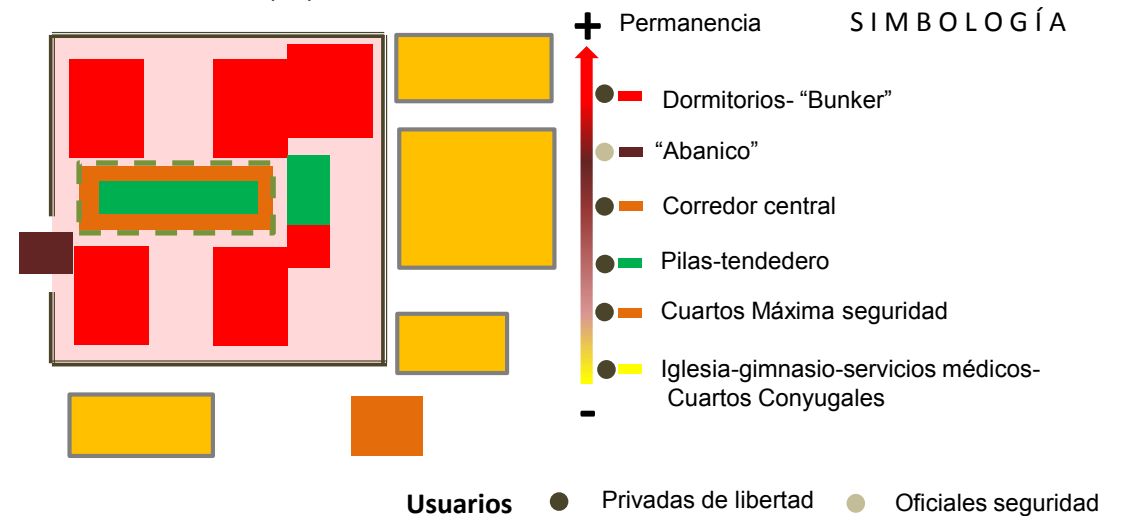 + Permanencia
SIMBOLOGÍA
Dormitorios- “Bunker”
“Abanico”
Corredor central
Pilas-tendedero
Cuartos Máxima seguridad
Iglesia-gimnasio-servicios médicos-
Cuartos Conyugales
-
Usuarios Privadas de libertad Oficiales seguridad